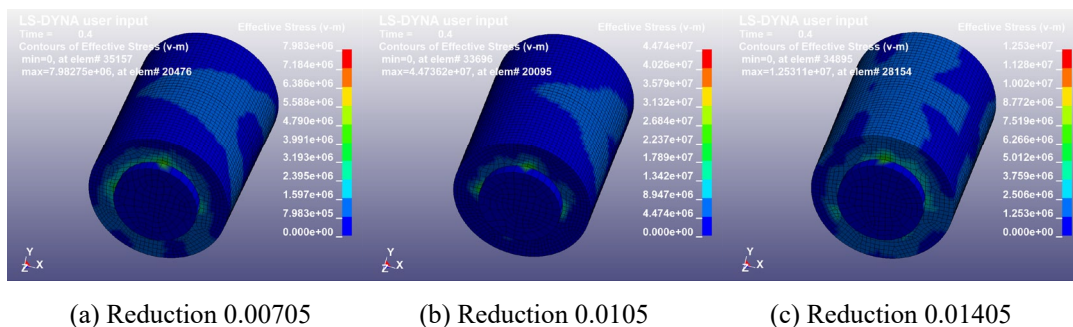 LS-DYNA user input
Time = 0.4
Contours of Effective Stress (v-m)
min=0, at elem# 35157
max=7.98275e+06, at elem# 20476
Effective Stress (v-m)
7.983e+06
7.184e+06
6.386e+06
5.588e+06
4.790e+06
3.991e+06
3.193e+06
2.395e+06
1.597e+06
7.983e+05
0.000e+00
Y
X
Z
LS-DYNA user input
Time = 0.4
Contours of Effective Stress (v-m)
min=0, at elem# 33696
max=4.47362e+07, at elem# 20095
Effective Stress (v-m)
4.474e+07
4.026e+07
3.579e+07
3.132e+07
2.684e+07
2.237e+07
1.789e+07
1.342e+07
8.947e+06
4.474e+06
0.000e+00
Y
X
Z
LS-DYNA user input
Time = 0.4
Contours of Effective Stress (v-m)
min=0, at elem# 34895
max=1.25311e+07, at elem# 28154
Effective Stress (v-m)
1.253e+07
1.128e+07
1.002e+07
8.772e+06
7.519e+06
6.266e+06
5.012e+06
3.759e+06
2.506e+06
1.253e+06
0.000e+00
Y
X
Z
(a) Reduction 0.00705
(b) Reduction 0.0105
(c) Reduction 0.01405